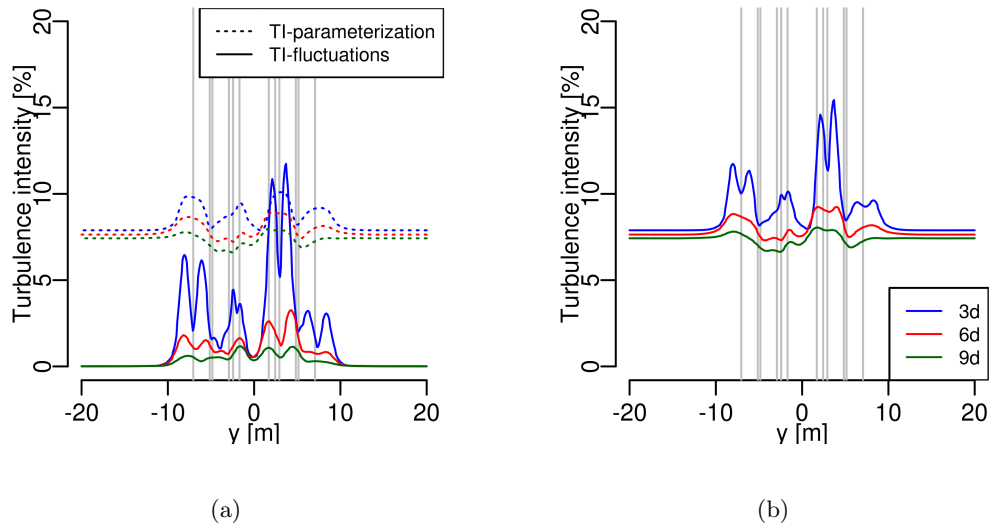 TI-parameterization
TI-fluctuations
Turbulence intensity [%]
20
15
10
5
0
-20 -10 0 10 20
y [m]
(a)
Turbulence intensity [%]
20
15
10
5
0
3d
6d
9d
-20 -10 0 10 20
y [m]
(b)